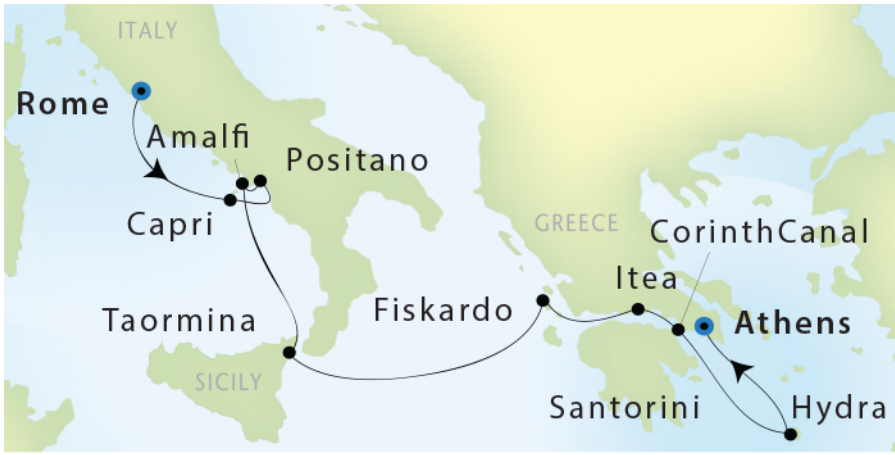 ITALY
Rome
Amalfi
Positano
Capri
GREECE
CorinthCanal
Itea
Fiskardo
Taormina
Athens
SICILY
Santorini
Hydra